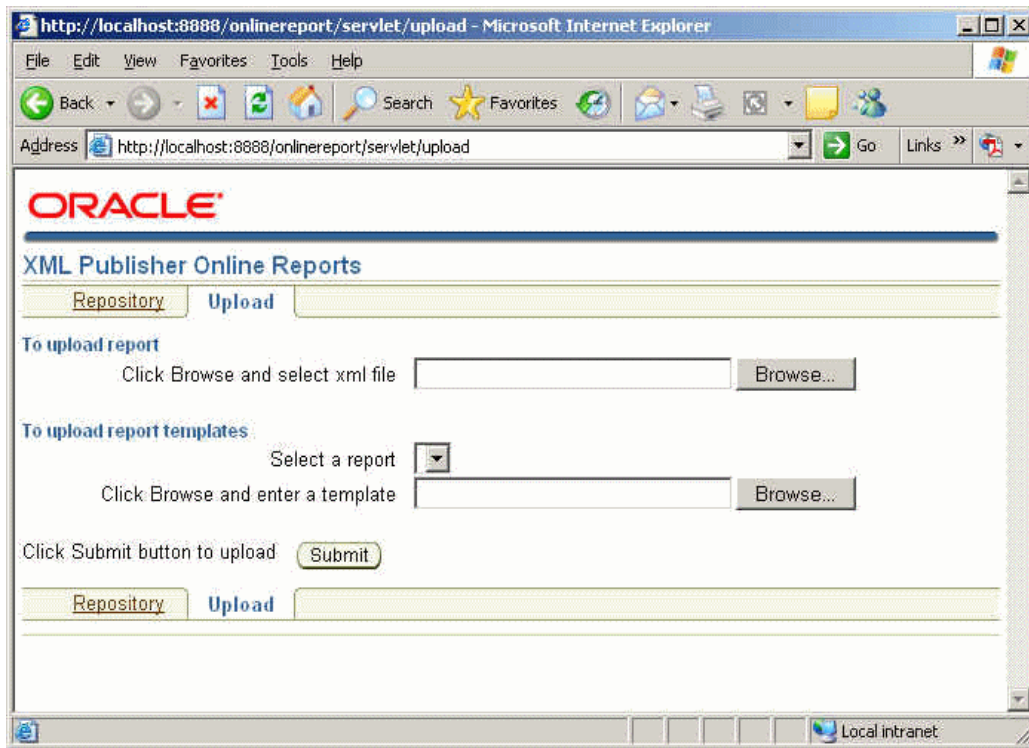 http://localhost:8888/onlinereport/servlet/upload - Microsoft Internet Explorer
File Edit View Favorites Tools Help
Back Search Favorites
Address http://localhost:8888/onlinereport/servlet/upload Go Links »
ORACLE
XML Publisher Online Reports
Repository Upload
To upload report
Click Browse and select xml file Browse...
To upload report templates
Select a report
Click Browse and enter a template Browse...
Click Submit button to upload Submit
Repository Upload
Local intranet